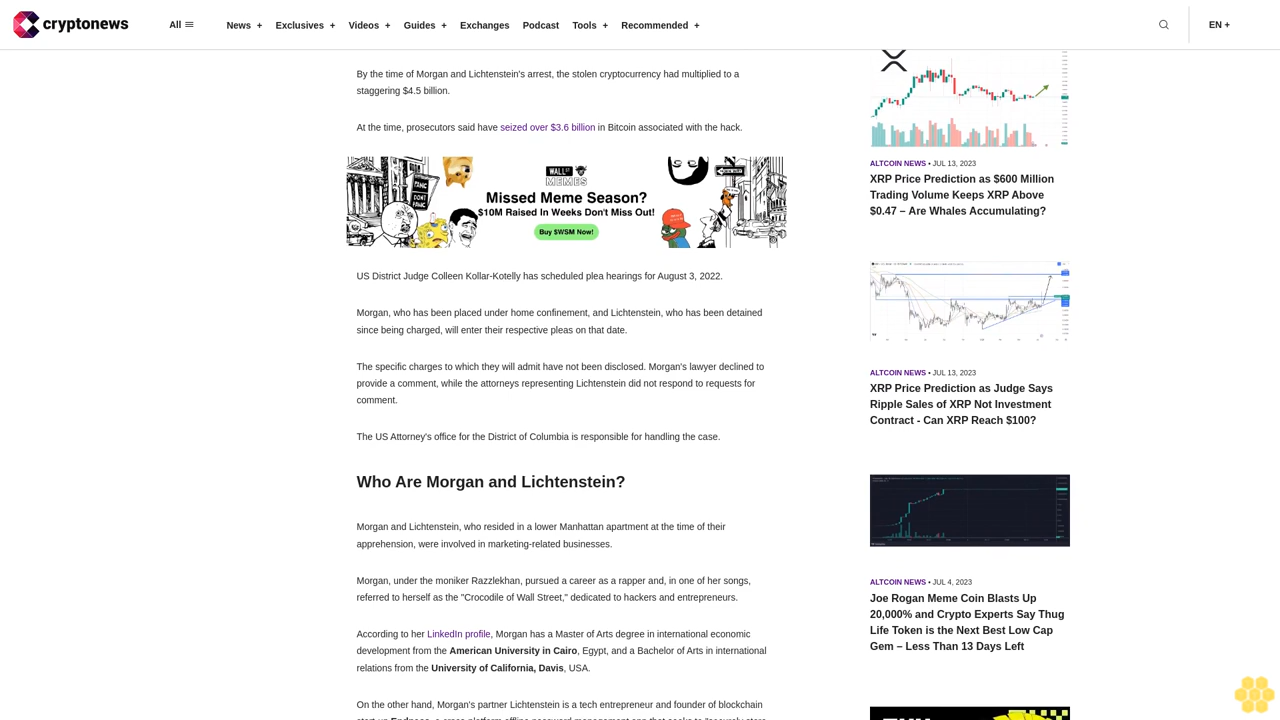 cryptonews
All
News +
Exclusives +
Videos +
Guides +
Exchanges
Podcast
Tools +
Recommended +
EN +
By the time of Morgan and Lichtenstein's arrest, the stolen cryptocurrency had multiplied to a
staggering $4.5 billion.
At the time, prosecutors said have seized over $3.6 billion in Bitcoin associated with the hack.
WALL ST
MEMES
Missed Meme Season?
$10M Raised In Weeks Don't Miss Out!
Buy $WSM Now!
US District Judge Colleen Kollar-Kotelly has scheduled plea hearings for August 3, 2022.
Morgan, who has been placed under home confinement, and Lichtenstein, who has been detained
since being charged, will enter their respective pleas on that date.
The specific charges to which they will admit have not been disclosed. Morgan's lawyer declined to
provide a comment, while the attorneys representing Lichtenstein did not respond to requests for
comment.
The US Attorney's office for the District of Columbia is responsible for handling the case.
Who Are Morgan and Lichtenstein?
Morgan and Lichtenstein, who resided in a lower Manhattan apartment at the time of their
apprehension, were involved in marketing-related businesses.
Morgan, under the moniker Razzlekhan, pursued a career as a rapper and, in one of her songs,
referred to herself as the "Crocodile of Wall Street," dedicated to hackers and entrepreneurs.
According to her LinkedIn profile, Morgan has a Master of Arts degree in international economic
development from the American University in Cairo, Egypt, and a Bachelor of Arts in international
relations from the University of California, Davis, USA.
On the other hand, Morgan's partner Lichtenstein is a tech entrepreneur and founder of blockchain
ALTCOIN NEWS • JUL 13, 2023
XRP Price Prediction as $600 Million
Trading Volume Keeps XRP Above
$0.47 – Are Whales Accumulating?
ALTCOIN NEWS • JUL 13, 2023
XRP Price Prediction as Judge Says
Ripple Sales of XRP Not Investment
Contract - Can XRP Reach $100?
ALTCOIN NEWS • JUL 4, 2023
Joe Rogan Meme Coin Blasts Up
20,000% and Crypto Experts Say Thug
Life Token is the Next Best Low Cap
Gem – Less Than 13 Days Left